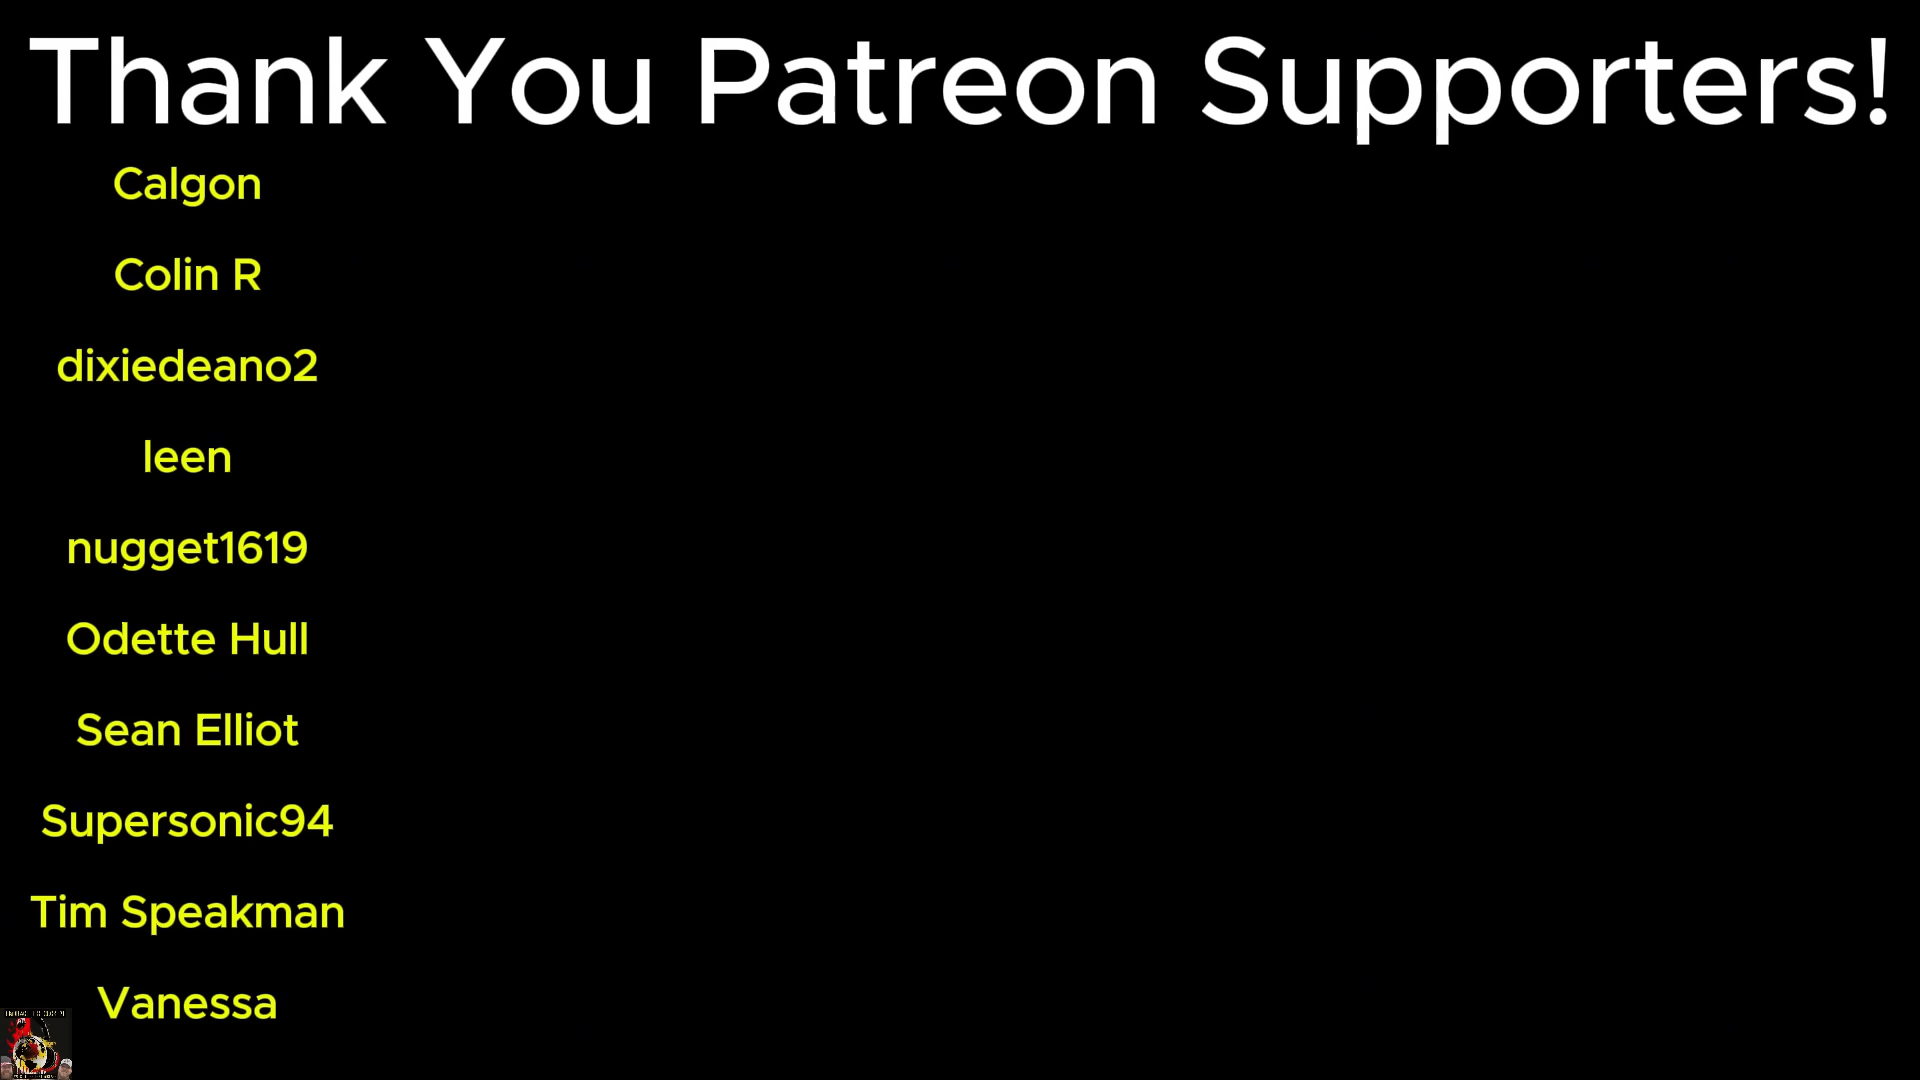 Thank You Patreon Supporters!
Calgon
Colin R
dixiedeano2
leen
nugget1619
Odette Hull
Sean Elliot
Supersonic94
Tim Speakman
Vanessa